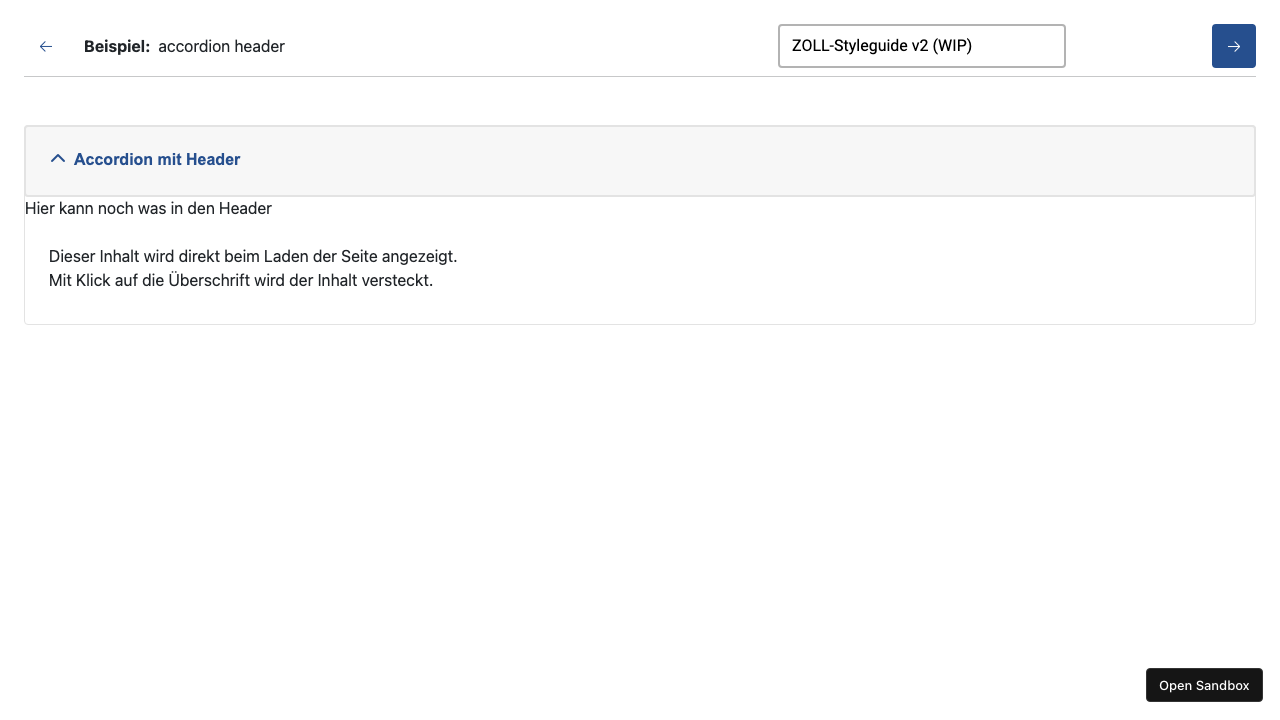 Beispiel: accordion header
ZOLL-Styleguide v2 (WIP)
Accordion mit Header
Hier kann noch was in den Header
Dieser Inhalt wird direkt beim Laden der Seite angezeigt.
Mit Klick auf die Überschrift wird der Inhalt versteckt.
Open Sandbox